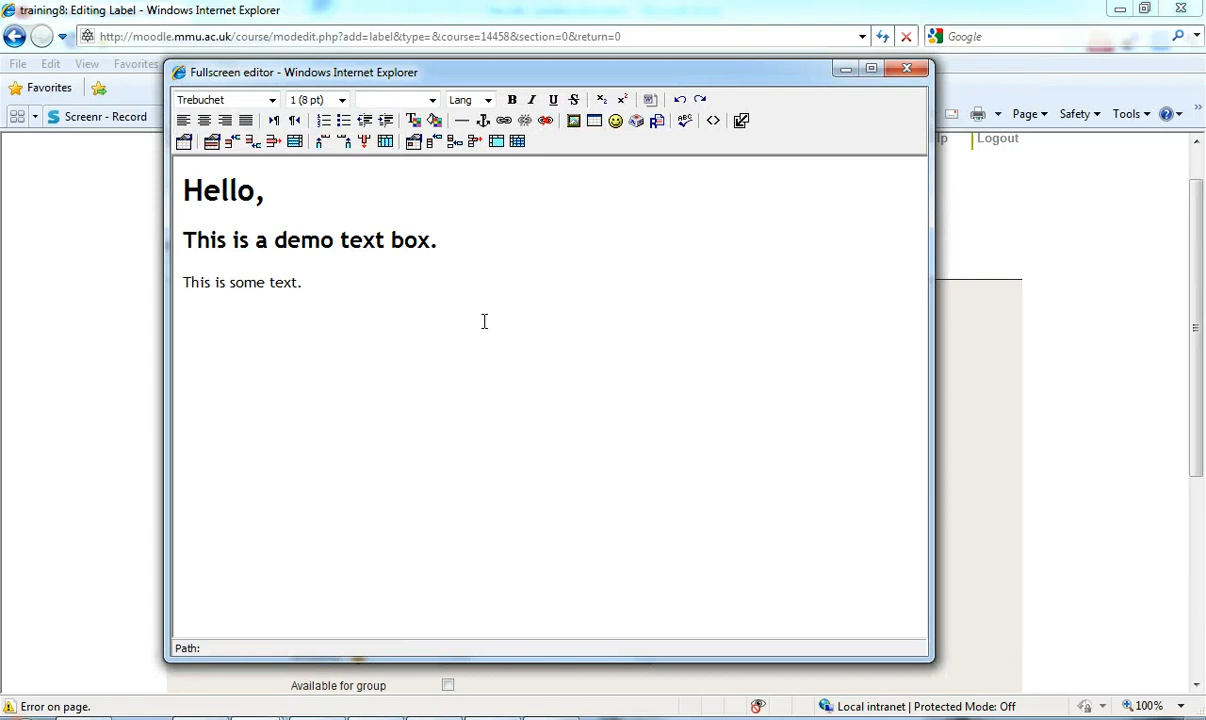 training8: Editing Label - Windows Internet Explorer
http://moodle.mmu.ac.uk/course/modedit.php?add=label&type=&course=14458&section=0&return=0
Google
File Edit View Favorites
Favorites
Screenr - Record
Page Safety Tools
Logout
Fullscreen editor - Windows Internet Explorer
Trebuchet 1 (8 pt) Lang B I U S
Hello,
This is a demo text box.
This is some text.
Path:
Available for group
Error on page.
Local intranet | Protected Mode: Off
100%